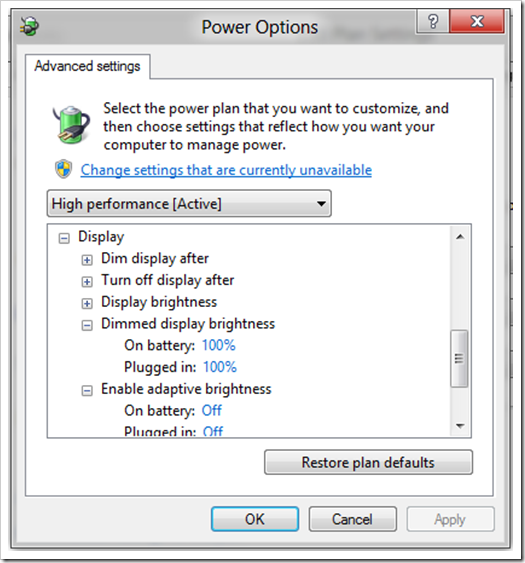 Power Options
Advanced settings
Select the power plan that you want to customize, and
then choose settings that reflect how you want your
computer to manage power.
Change settings that are currently unavailable
High performance [Active]
Display
Dim display after
Turn off display after
Display brightness
Dimmed display brightness
On battery: 100%
Plugged in: 100%
Enable adaptive brightness
On battery: Off
Plugged in: Off
Restore plan defaults
OK Cancel Apply